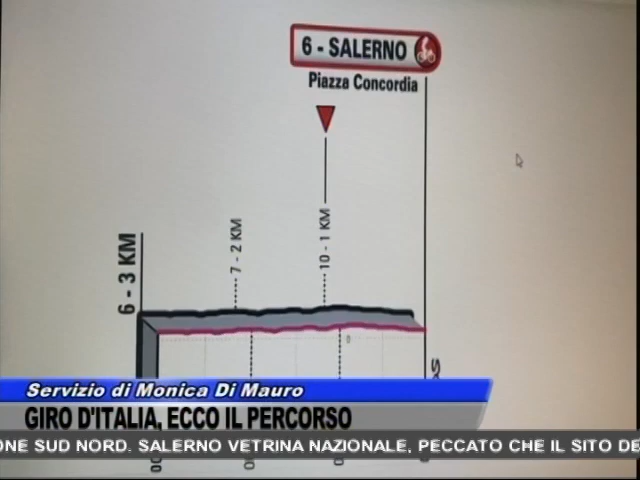 6 - SALERNO
Piazza Concordia
6 - 3 KM
7 - 2 KM
10 - 1 KM
Servizio di Monica Di Mauro
GIRO D'ITALIA, ECCO IL PERCORSO
ONE SUD NORD. SALERNO VETRINA NAZIONALE, PECCATO CHE IL SITO DE